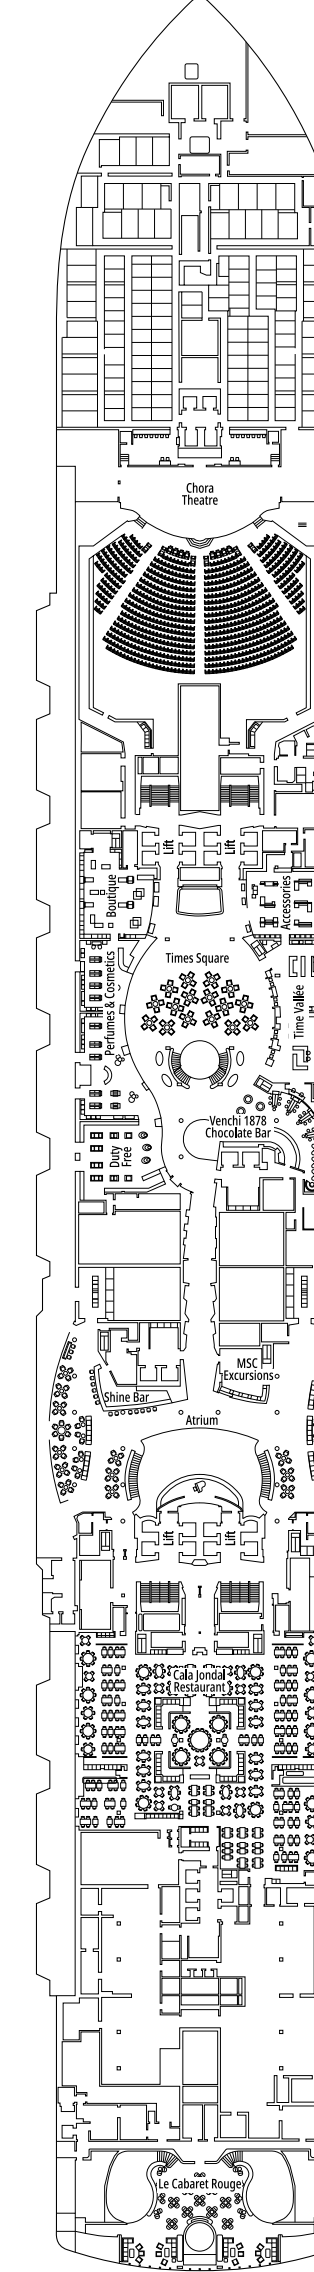 Chora
Theatre
Lift
Lift
Boutique
Accessories
Times Square
Perfumes & Cosmetics
Time Vallée
Venchi 1878
Chocolate Bar
Duty
Free
MSC
Excursions
Shine Bar
Atrium
Lift
Lift
Cala Jondal
Restaurant
Le Cabaret Rouge